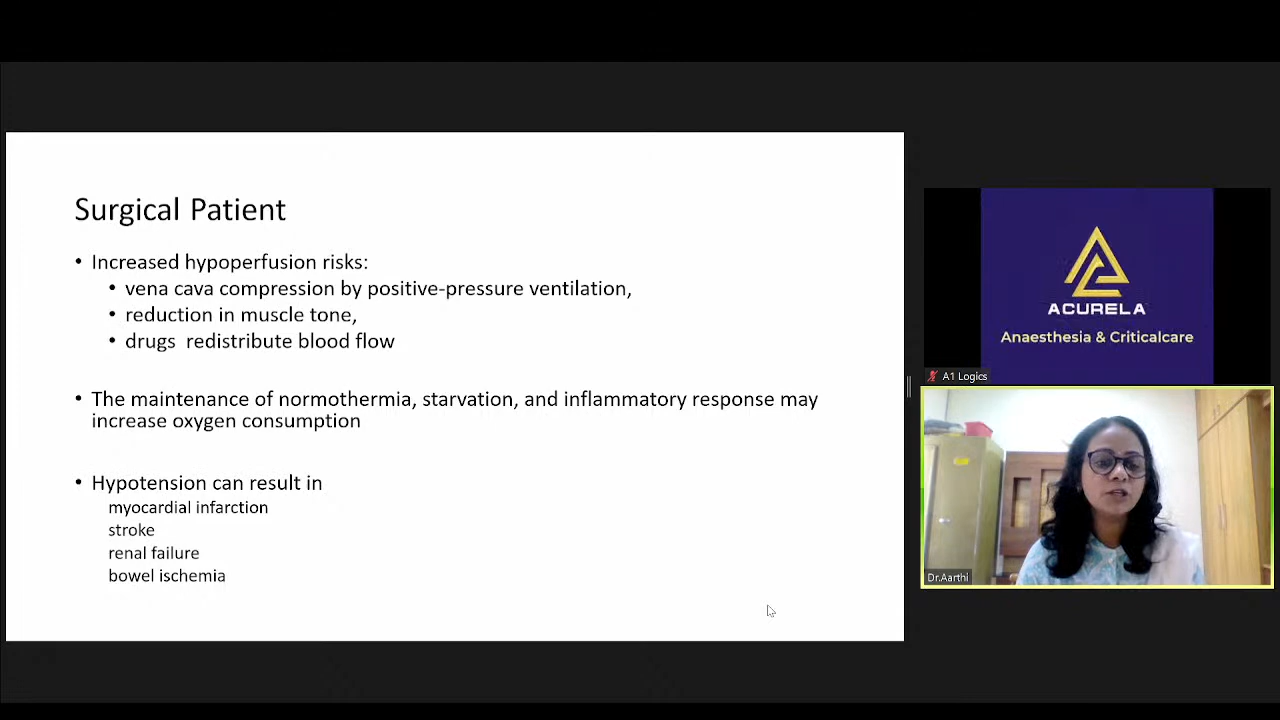 Surgical Patient
• Increased hypoperfusion risks:
• vena cava compression by positive-pressure ventilation,
• reduction in muscle tone,
• drugs redistribute blood flow
• The maintenance of normothermia, starvation, and inflammatory response may
increase oxygen consumption
• Hypotension can result in
myocardial infarction
stroke
renal failure
bowel ischemia
ACURELA
Anaesthesia & Criticalcare
A1 Logics
Dr.Aarthi